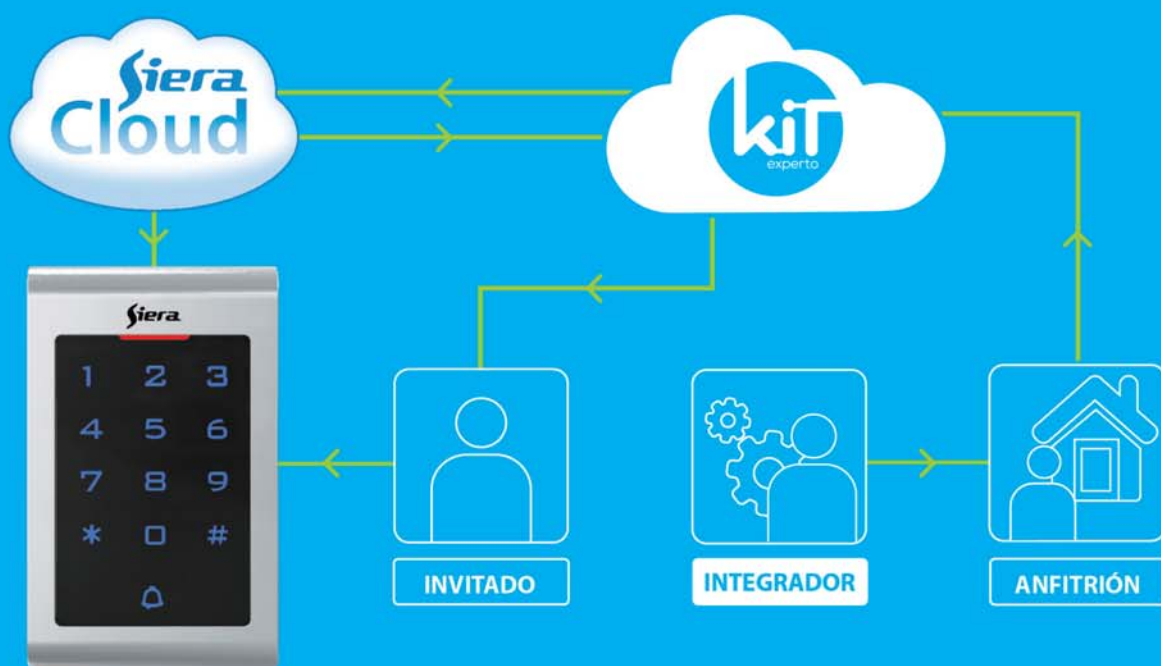 Siera
Cloud
kiT
experto
Siera
1 2 3
4 5 6
7 8 9
* 0 #
INVITADO
INTEGRADOR
ANFITRIÓN